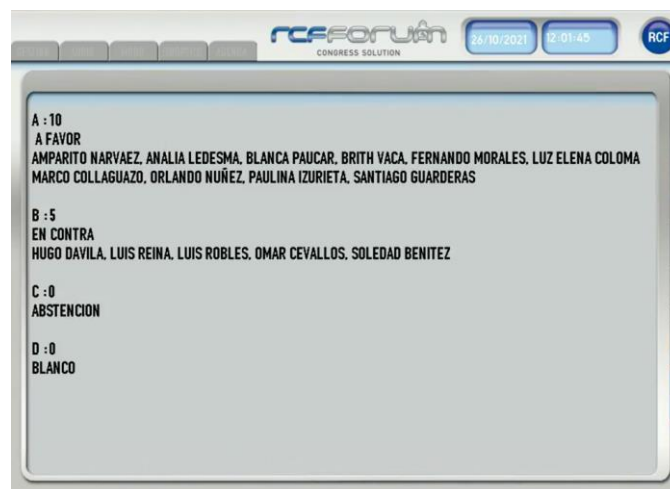 RCF FORUM
CONGRESS SOLUTION
26/10/2021
12:01:45
RCF
A : 10
A FAVOR
AMPARITO NARVAEZ, ANALIA LEDESMA, BLANCA PAUCAR, BRITH VACA, FERNANDO MORALES, LUZ ELENA COLOMA
MARCO COLLAGUAZO, ORLANDO NUÑEZ, PAULINA IZURIETA, SANTIAGO GUARDERAS
B : 5
EN CONTRA
HUGO DAVILA, LUIS REINA, LUIS ROBLES, OMAR CEVALLOS, SOLEDAD BENITEZ
C : 0
ABSTENCION
D : 0
BLANCO